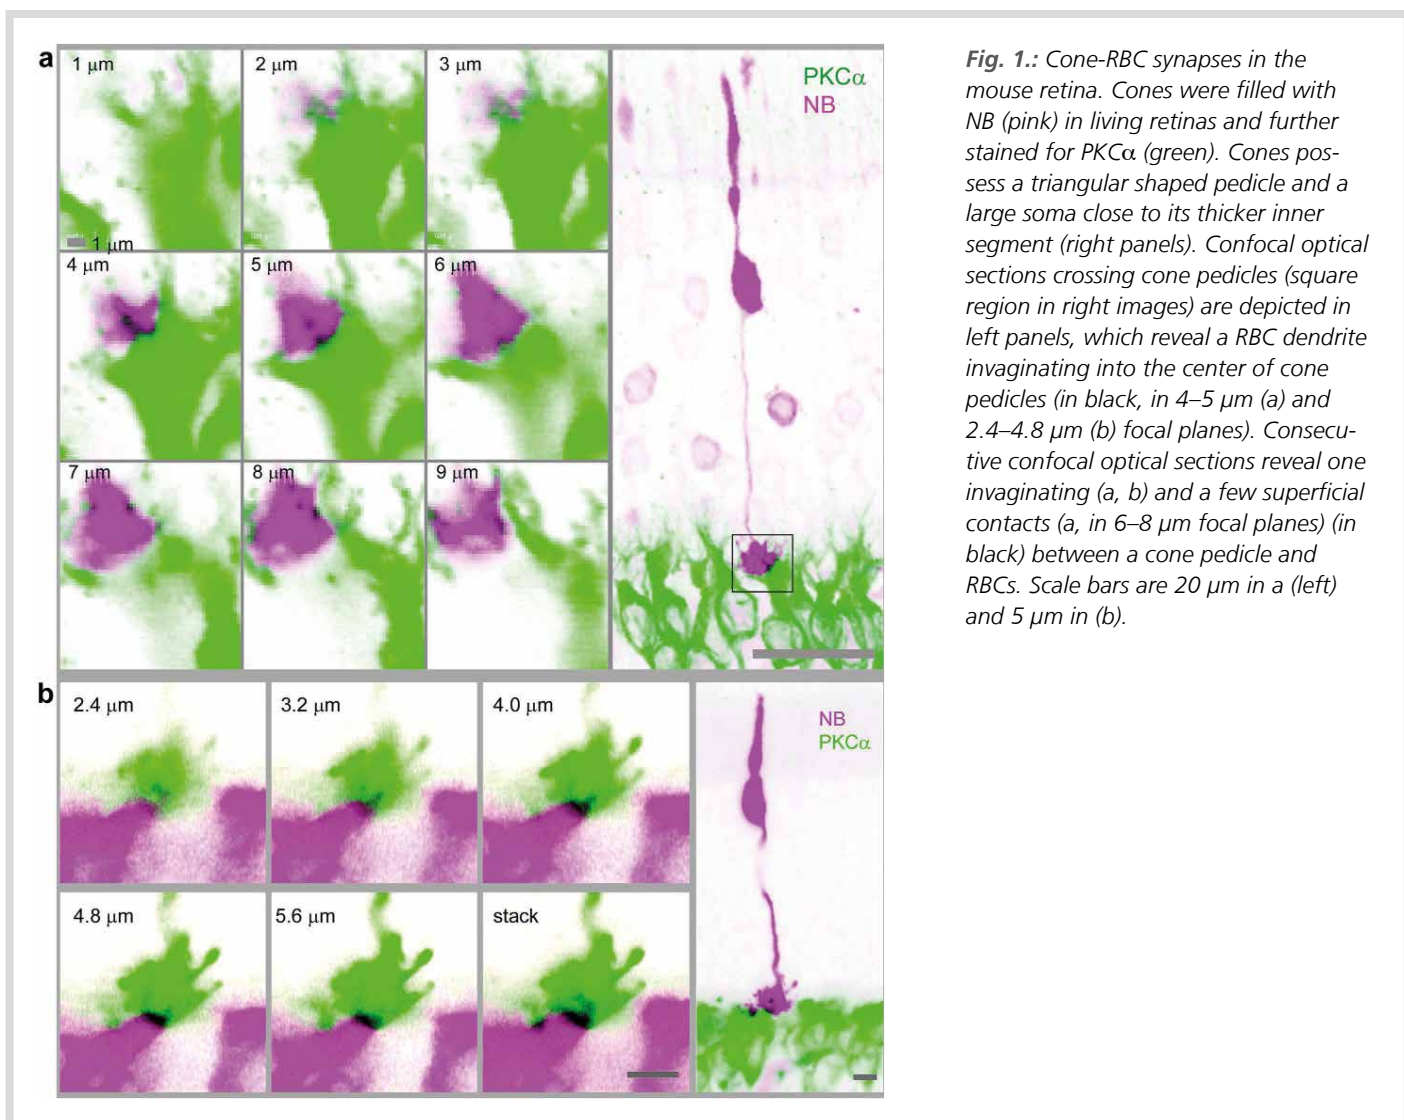 a
1 μm
2 μm
3 μm
1 μm
4 μm
5 μm
6 μm
7 μm
8 μm
9 μm
PKCα
NB
b
2.4 μm
3.2 μm
4.0 μm
4.8 μm
5.6 μm
stack
NB
PKCα
Fig. 1.: Cone-RBC synapses in the
mouse retina. Cones were filled with
NB (pink) in living retinas and further
stained for PKCα (green). Cones pos-
sess a triangular shaped pedicle and a
large soma close to its thicker inner
segment (right panels). Confocal optical
sections crossing cone pedicles (square
region in right images) are depicted in
left panels, which reveal a RBC dendrite
invaginating into the center of cone
pedicles (in black, in 4–5 μm (a) and
2.4–4.8 μm (b) focal planes). Consecu-
tive confocal optical sections reveal one
invaginating (a, b) and a few superficial
contacts (a, in 6–8 μm focal planes) (in
black) between a cone pedicle and
RBCs. Scale bars are 20 μm in a (left)
and 5 μm in (b).